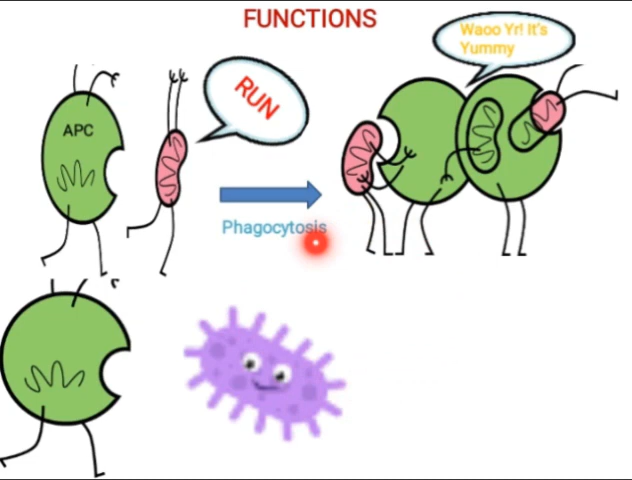 FUNCTIONS
Waoo Yr! It's
Yummy
RUN
APC
Phagocytosis